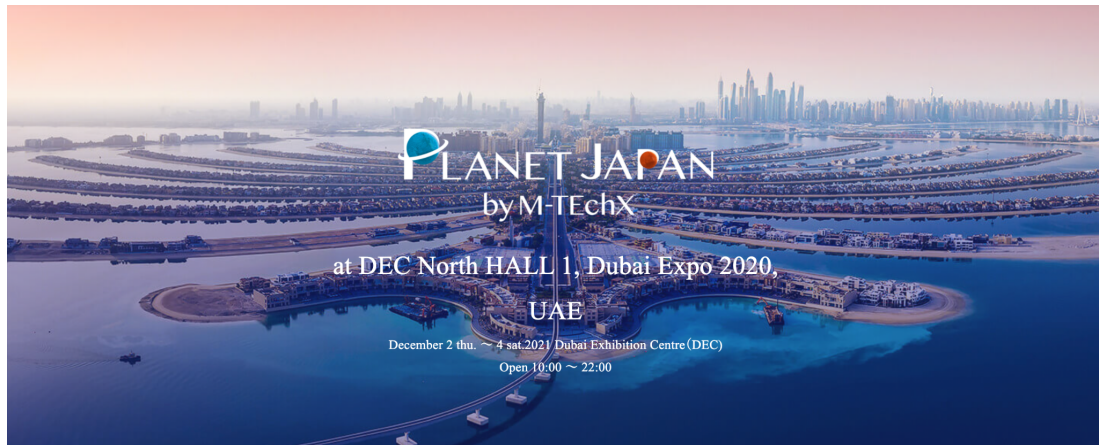 PLANET JAPAN
by M-TEchX
at DEC North HALL 1, Dubai Expo 2020,
UAE
December 2 thu. ～ 4 sat.2021 Dubai Exhibition Centre（DEC）
Open 10:00 ～ 22:00